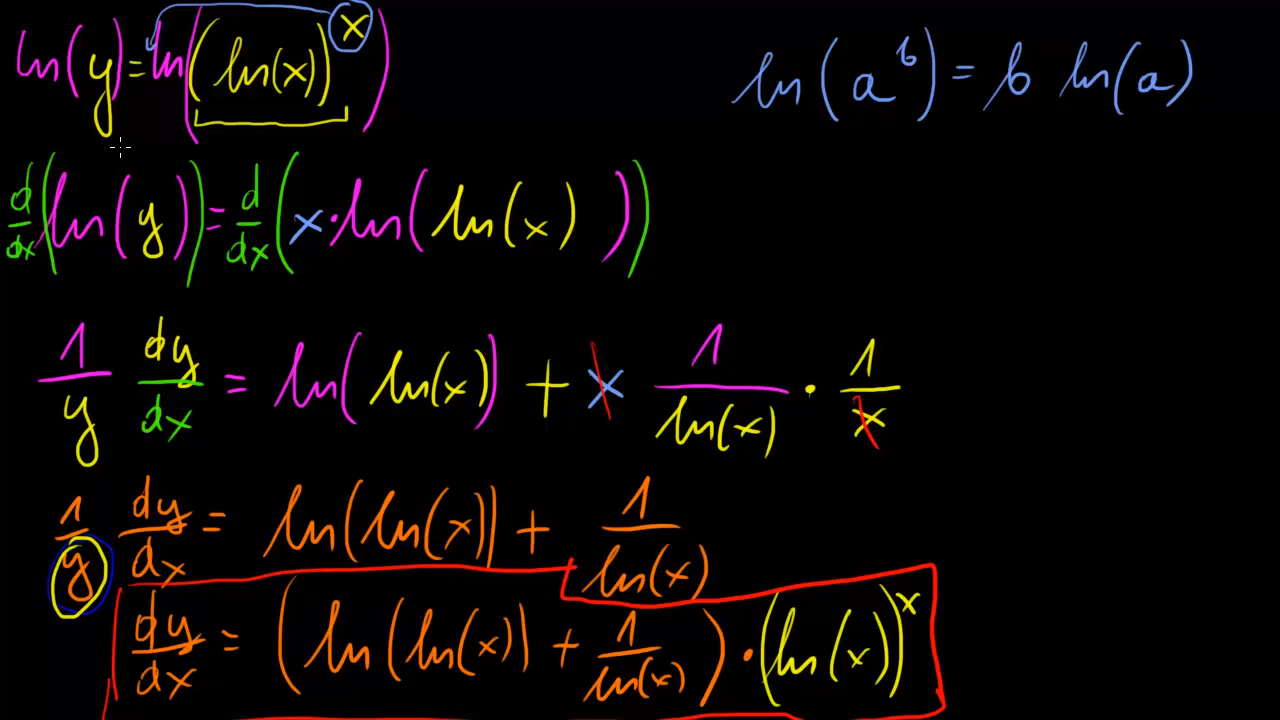 ln(y) = ln((ln(x))^x)
ln(a^b) = b ln(a)
d/dx(ln(y)) = d/dx(x·ln(ln(x)))
1/y dy/dx = ln(ln(x)) + x 1/ln(x) · 1/x
1/y dy/dx = ln(ln(x)) + 1/ln(x)
dy/dx = (ln(ln(x)) + 1/ln(x)) · (ln(x))^x